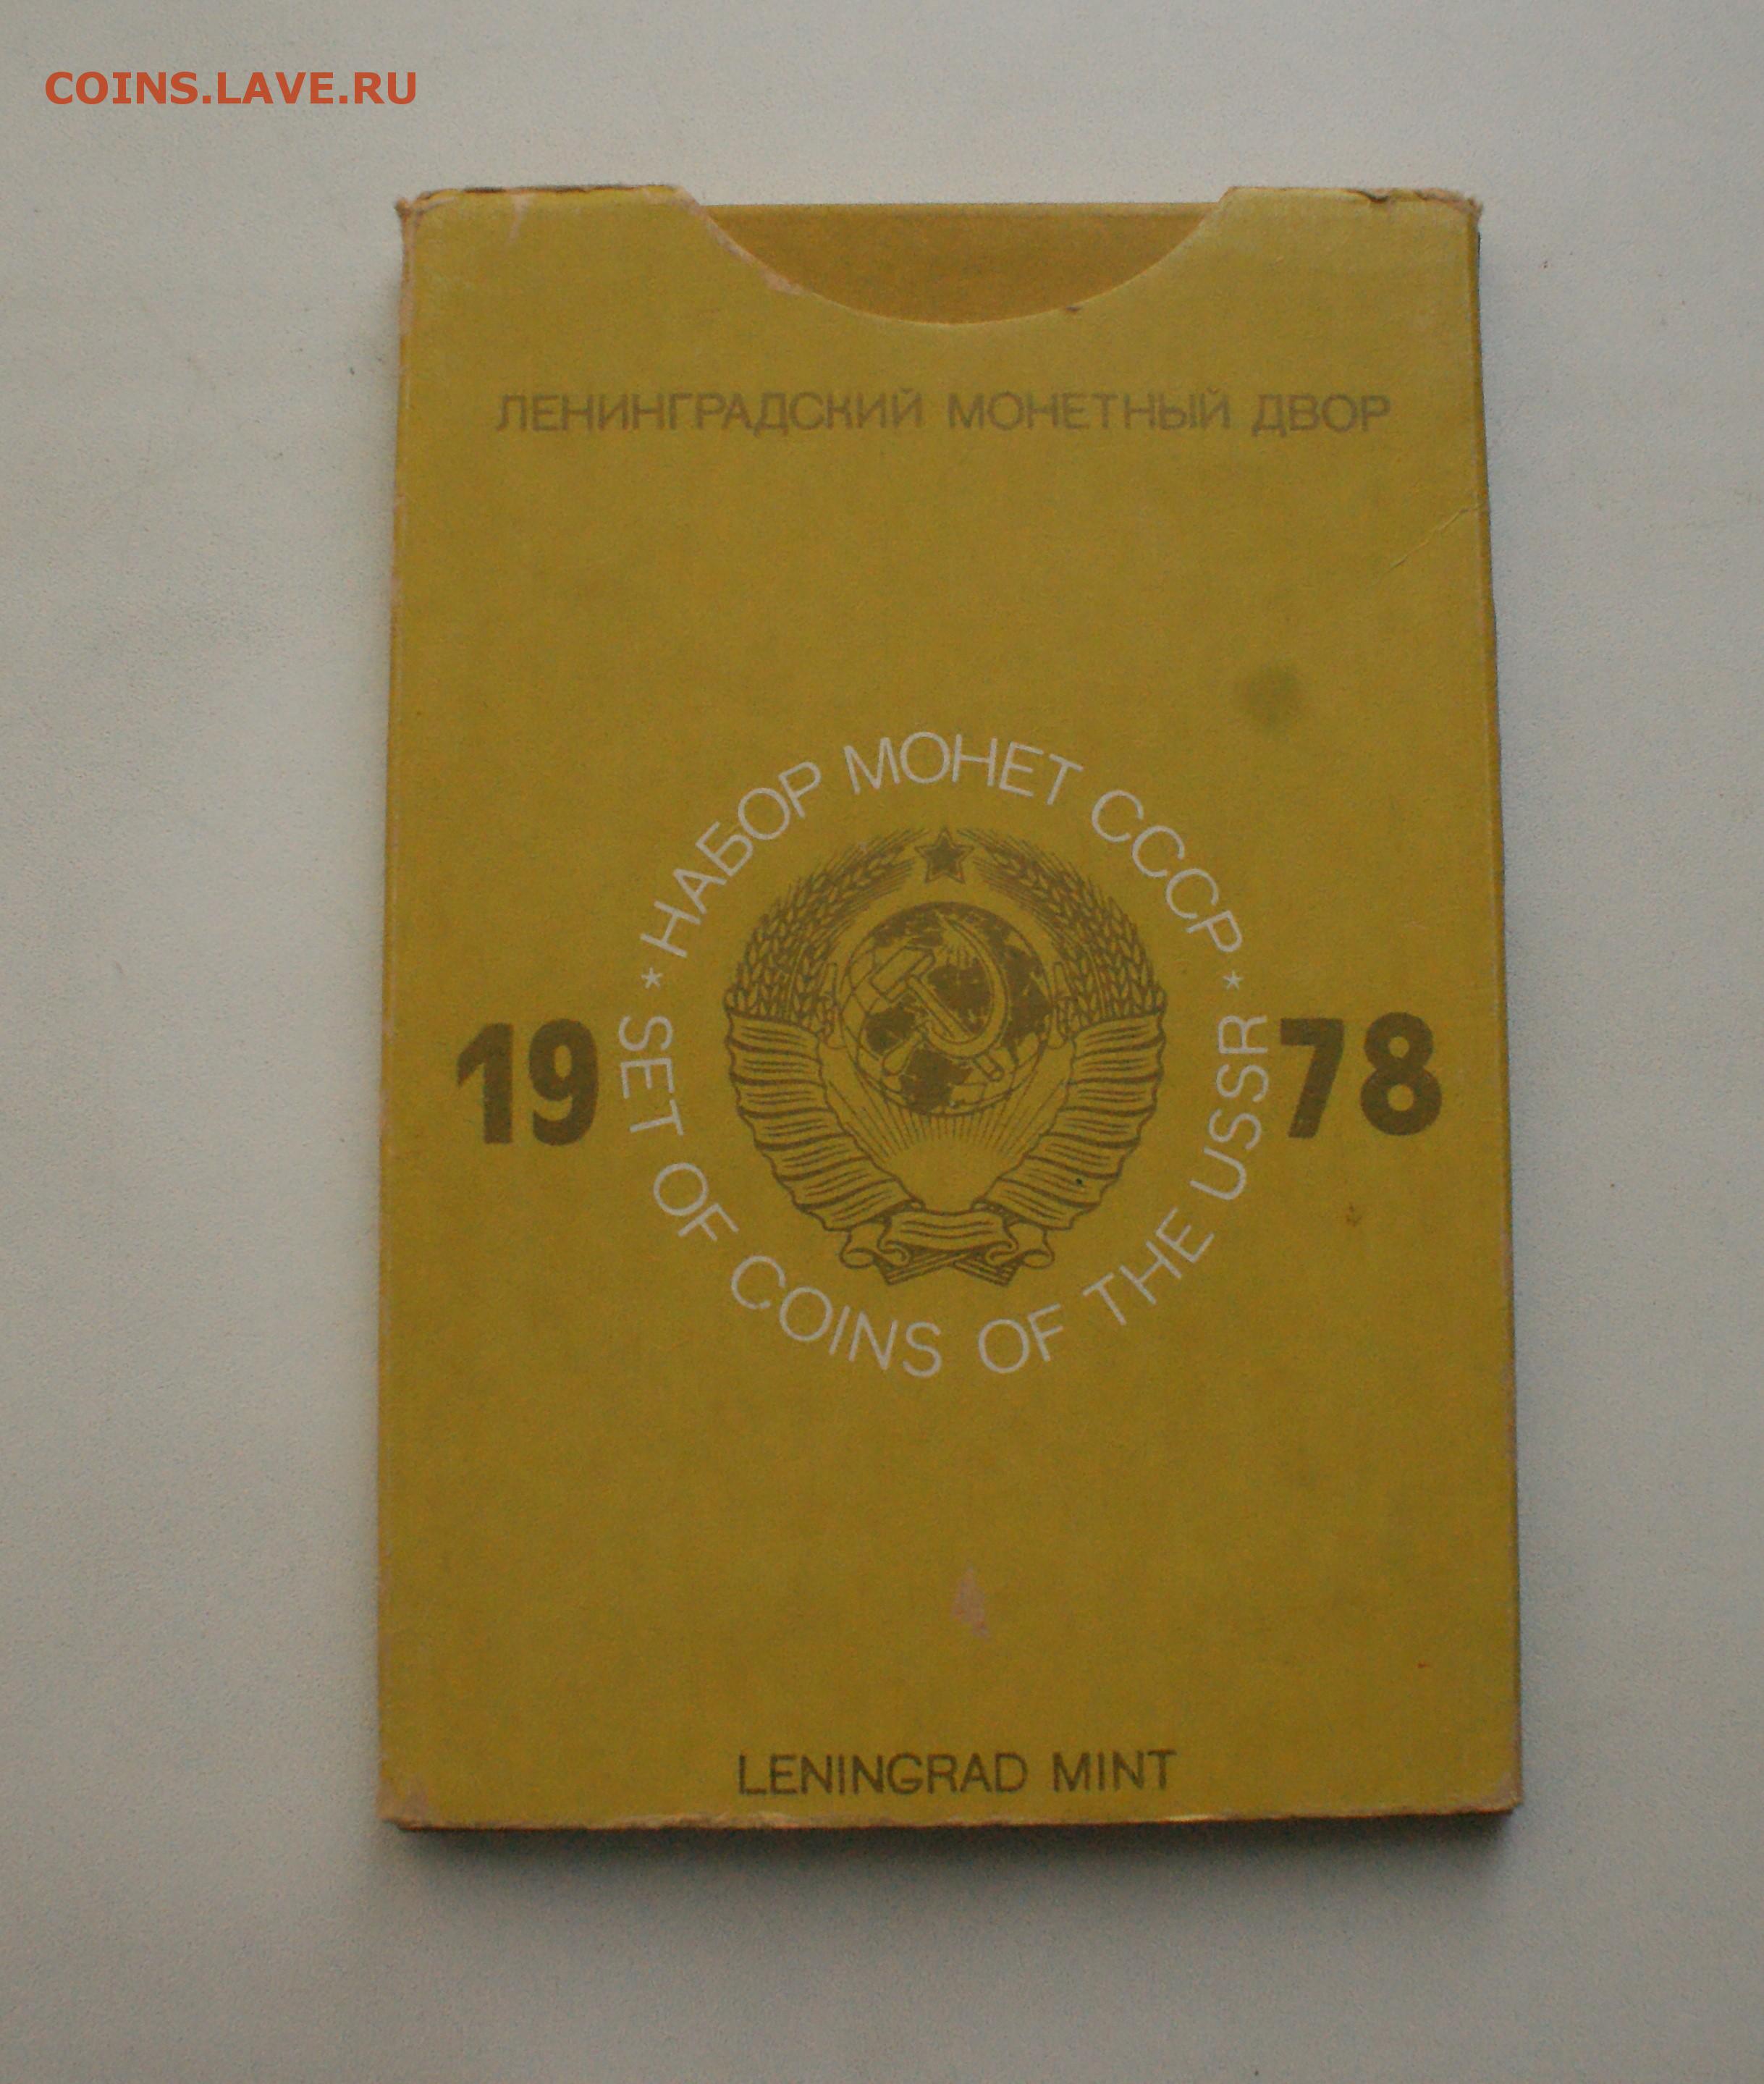 COINS.LAVE.RU
ЛЕНИНГРАДСКИЙ МОНЕТНЫЙ ДВОР
* НАБОР МОНЕТ СССР *
19 78
SET OF COINS OF THE USSR
LENINGRAD MINT